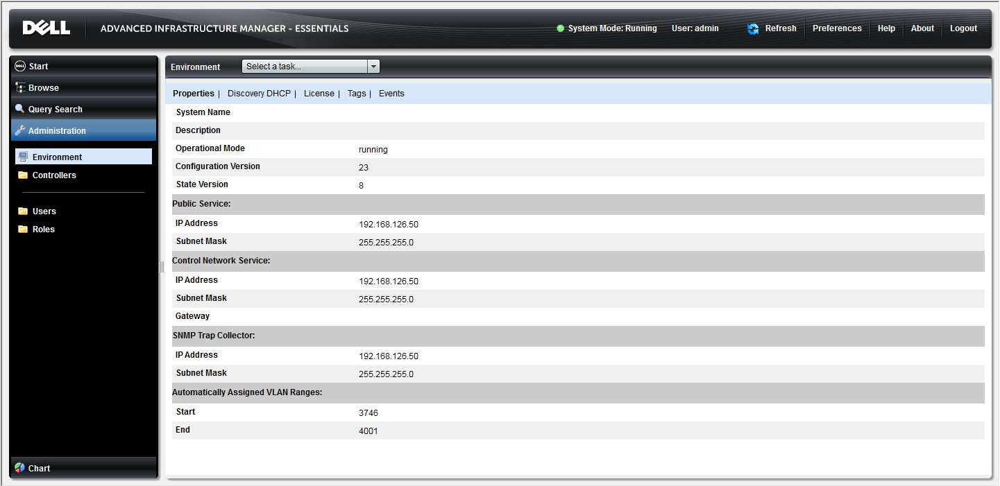 DELL
ADVANCED INFRASTRUCTURE MANAGER - ESSENTIALS
System Mode: Running User: admin Refresh Preferences Help About Logout
Start
Browse
Query Search
Administration
Environment
Controllers
Users
Roles
Chart
Environment Select a task...
Properties | Discovery DHCP | License | Tags | Events
System Name
Description
Operational Mode running
Configuration Version 23
State Version 8
Public Service:
IP Address 192.168.126.50
Subnet Mask 255.255.255.0
Control Network Service:
IP Address 192.168.126.50
Subnet Mask 255.255.255.0
Gateway
SNMP Trap Collector:
IP Address 192.168.126.50
Subnet Mask 255.255.255.0
Automatically Assigned VLAN Ranges:
Start 3746
End 4001